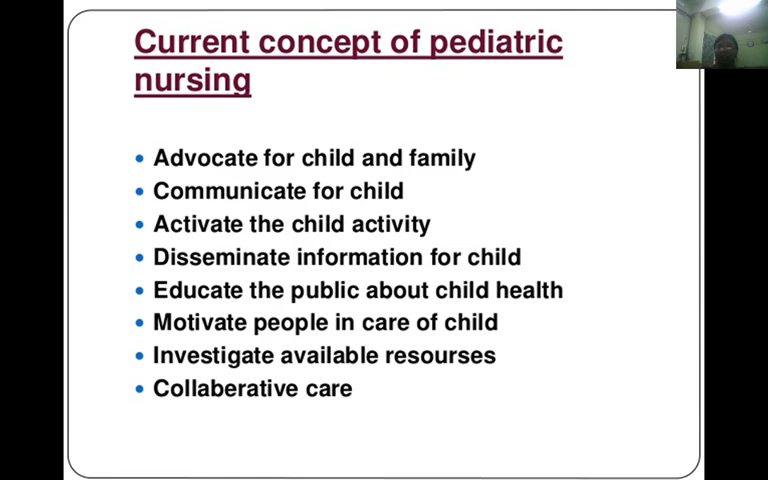 Current concept of pediatric
nursing
• Advocate for child and family
• Communicate for child
• Activate the child activity
• Disseminate information for child
• Educate the public about child health
• Motivate people in care of child
• Investigate available resourses
• Collaberative care